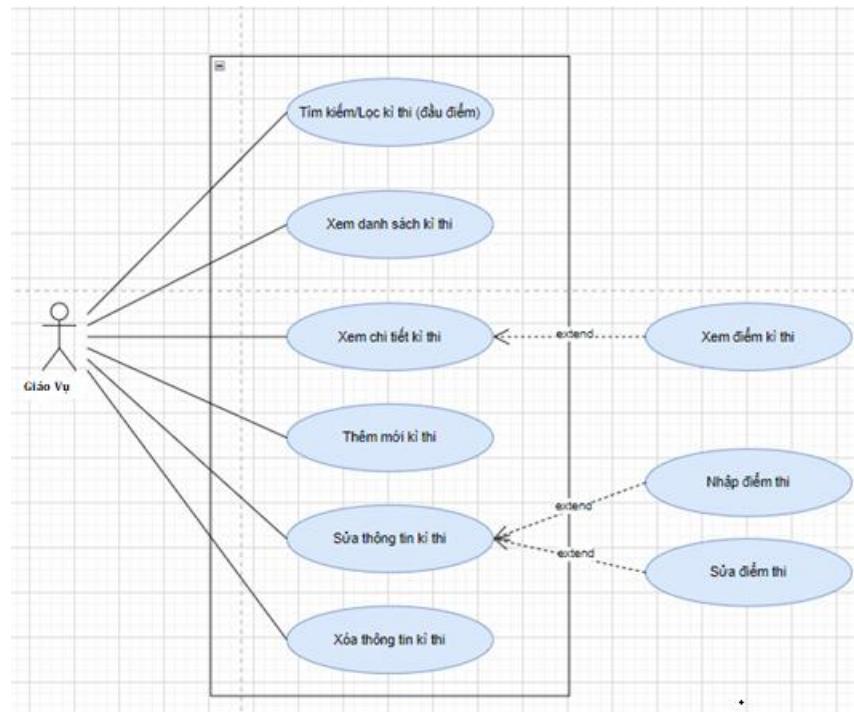 Tìm kiếm/Lọc kì thi (đầu điểm)
Xem danh sách kì thi
Xem chi tiết kì thi
extend
Xem điểm kì thi
Giáo Vụ
Thêm mới kì thi
Nhập điểm thi
extend
Sửa thông tin kì thi
extend
Sửa điểm thi
Xóa thông tin kì thi